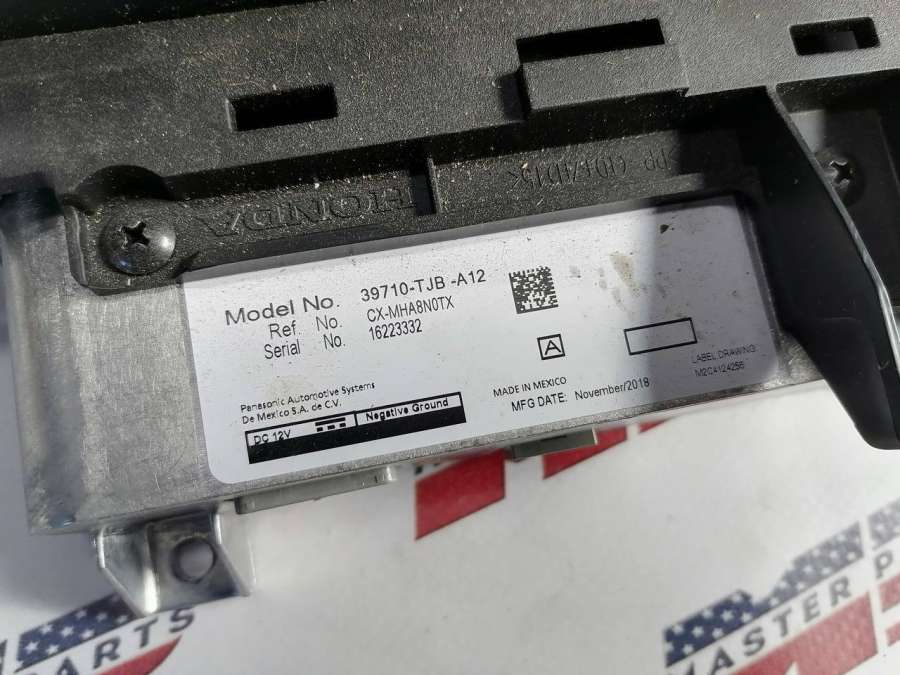 HONDA
Model No. 39710-TJB -A12
Ref. No. CX-MHA8N0TX
Serial No. 16223332
A
LABEL DRAWING
M2C4124256
Panasonic Automotive Systems
De Mexico S.A. de C.V.
MADE IN MEXICO
MFG DATE: November/2018
DC 12V
Negative Ground
PARTS
MASTER P